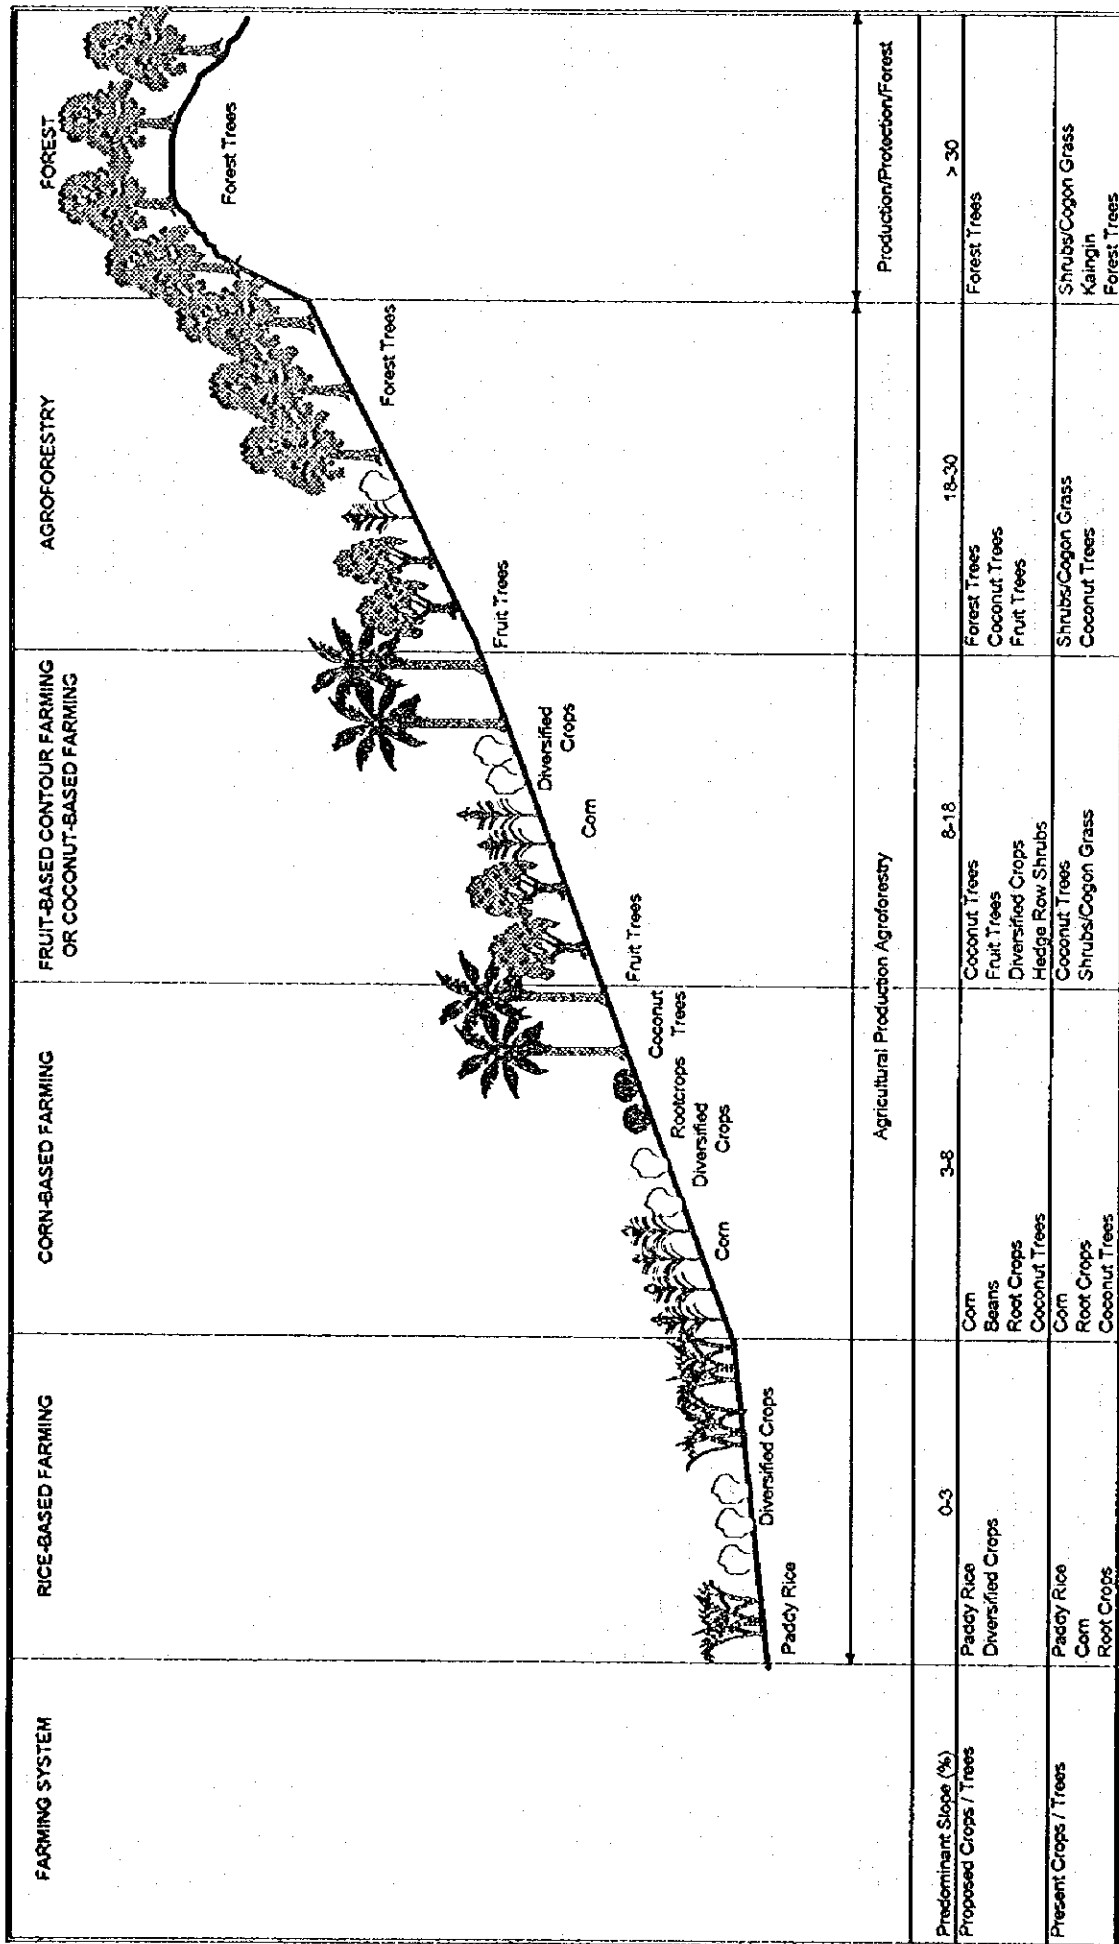 FARMING SYSTEM
RICE-BASED FARMING
CORN-BASED FARMING
FRUIT-BASED CONTOUR FARMING
OR COCONUT-BASED FARMING
AGROFORESTRY
FOREST
Paddy Rice
Diversified Crops
Corn
Diversified
Crops
Rootcrops
Coconut
Trees
Fruit Trees
Corn
Diversified
Crops
Fruit Trees
Forest Trees
Forest Trees
Agricultural Production Agroforestry
Production/Protection/Forest
Predominant Slope (%)
0-3
3-8
8-18
18-30
> 30
Proposed Crops / Trees
Paddy Rice
Diversified Crops
Corn
Beans
Root Crops
Coconut Trees
Coconut Trees
Fruit Trees
Diversified Crops
Hedge Row Shrubs
Forest Trees
Coconut Trees
Fruit Trees
Forest Trees
Present Crops / Trees
Paddy Rice
Corn
Root Crops
Corn
Root Crops
Coconut Trees
Coconut Trees
Shrubs/Cogon Grass
Shrubs/Cogon Grass
Coconut Trees
Shrubs/Cogon Grass
Kaingin
Forest Trees